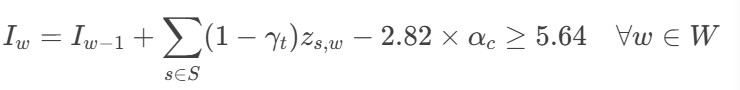 $I_w = I_{w-1} + \sum_{s \in S} (1 - \gamma_t) z_{s,w} - 2.82 \times \alpha_c \geq 5.64 \quad \forall w \in W$